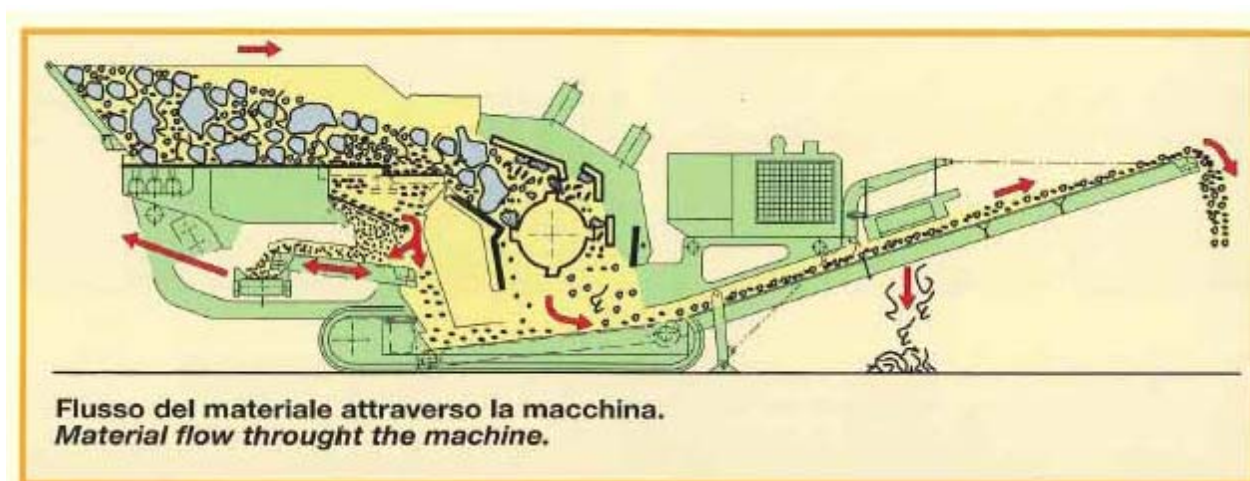 Flusso del materiale attraverso la macchina.
Material flow throught the machine.